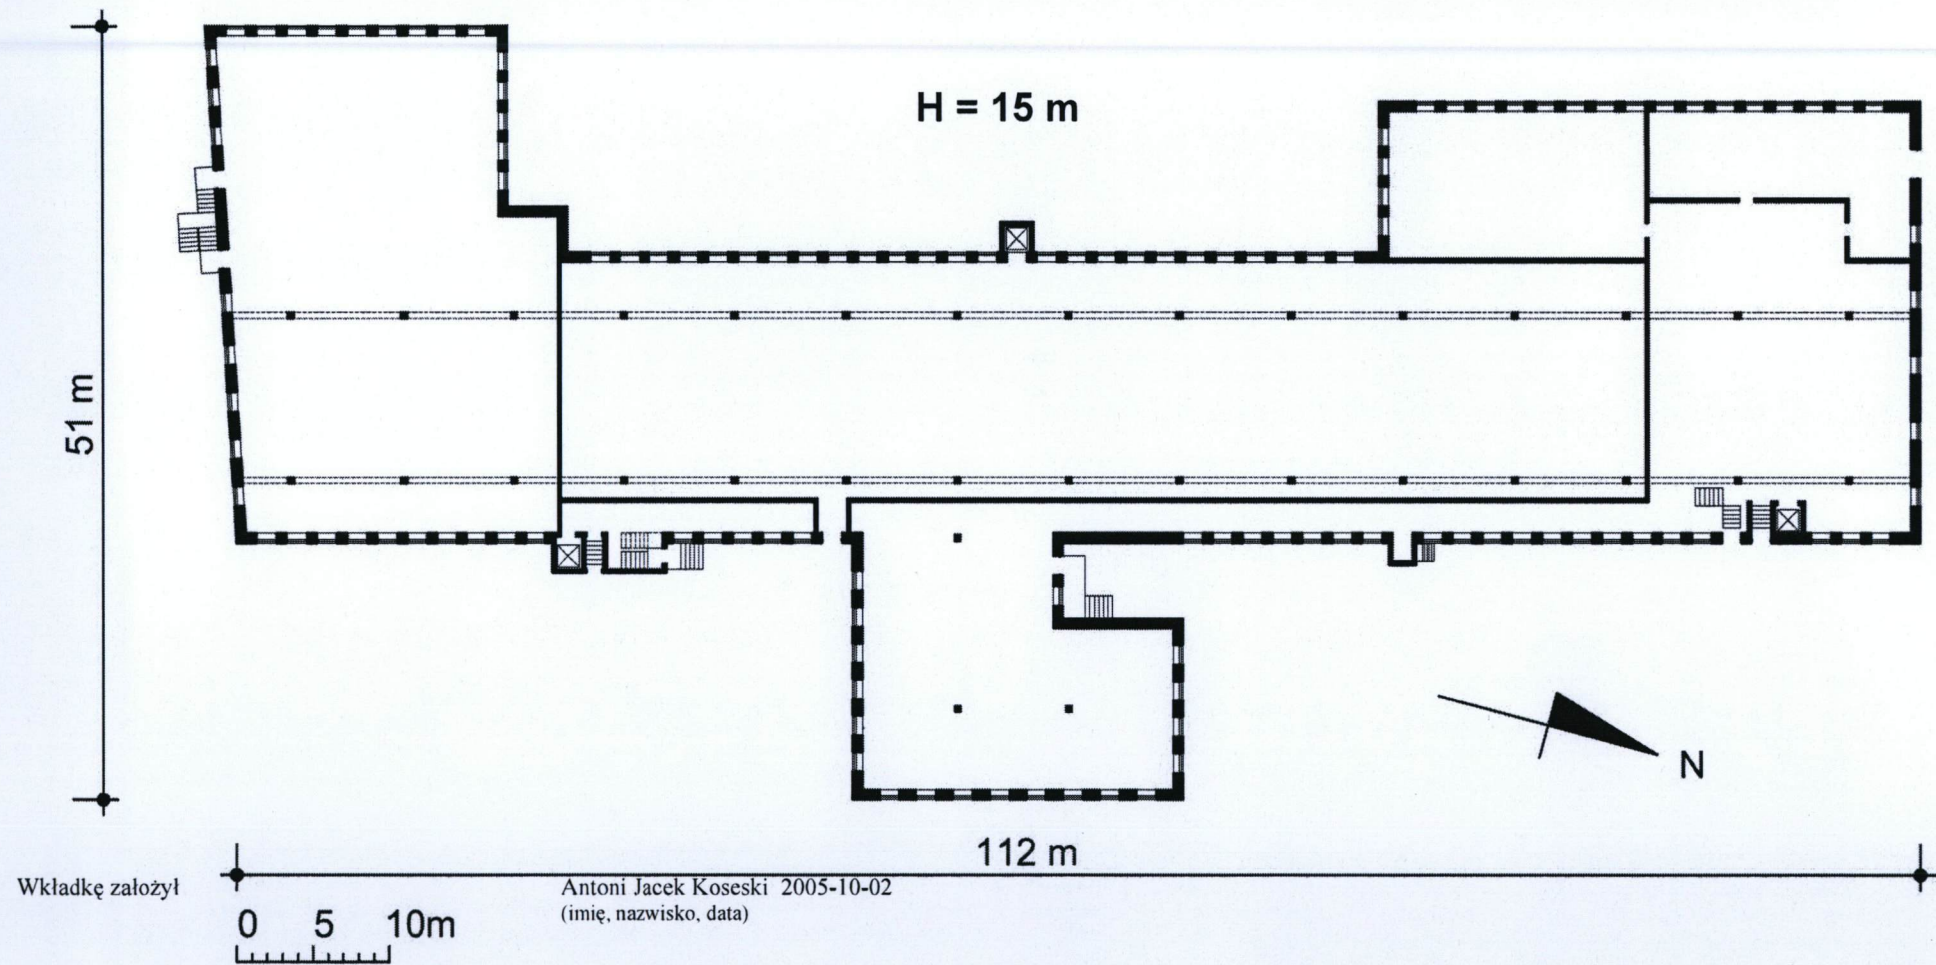 H = 15 m
51 m
N
112 m
Wkładkę założył
Antoni Jacek Koseski 2005-10-02
(imię, nazwisko, data)
0 5 10m